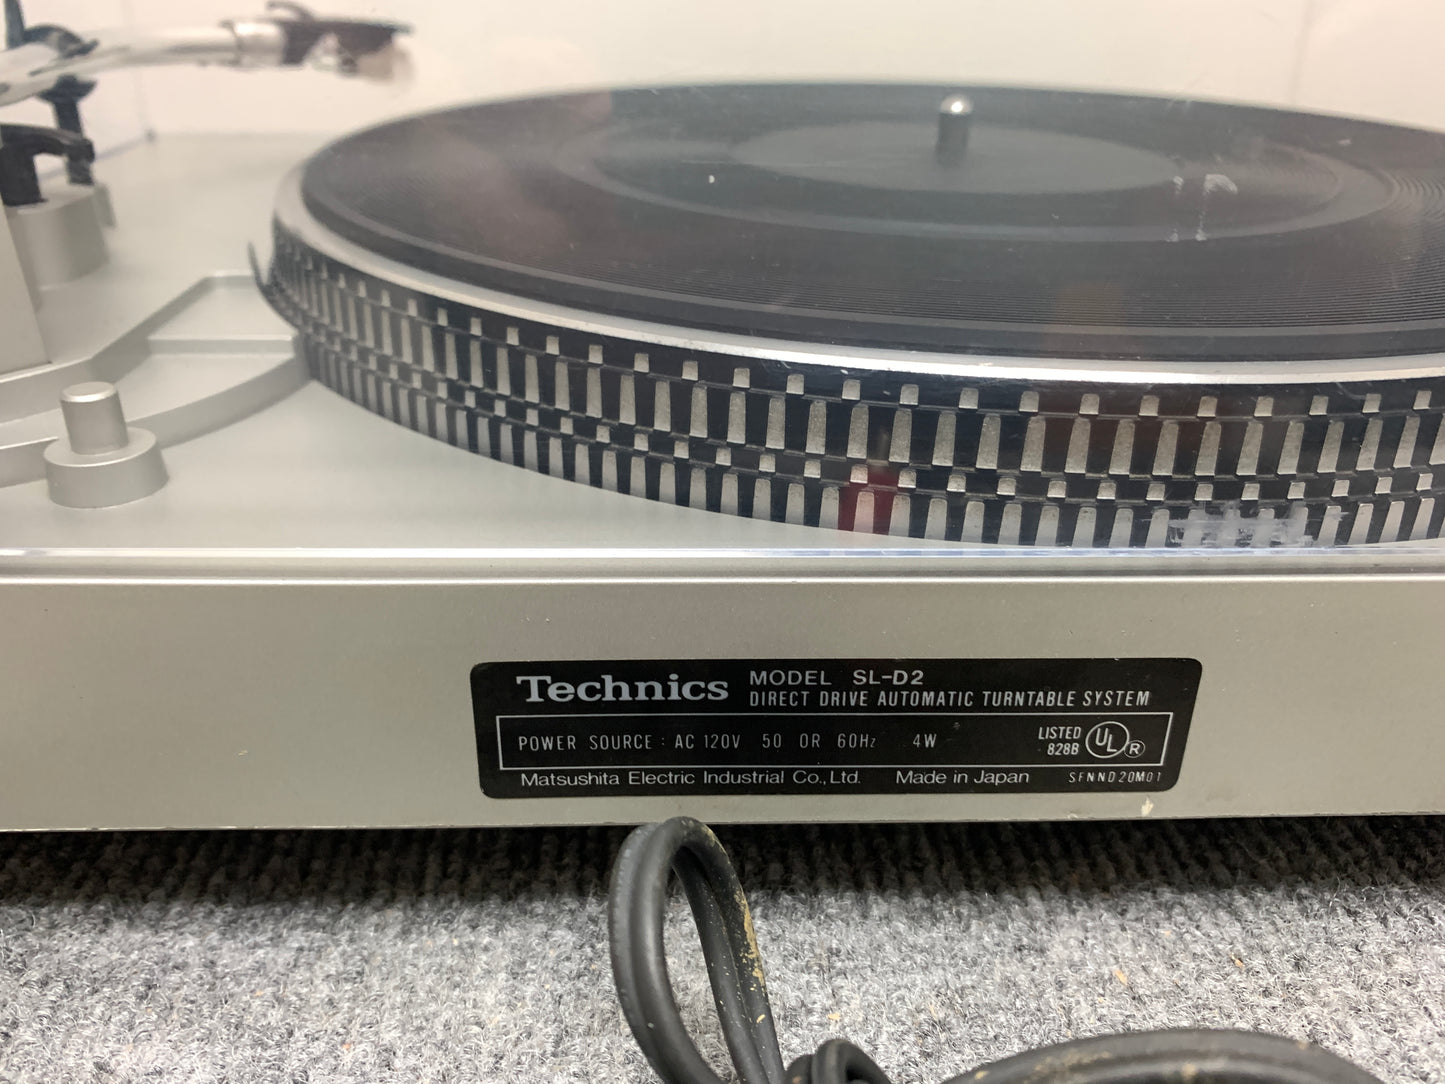 Technics MODEL SL-D2
DIRECT DRIVE AUTOMATIC TURNTABLE SYSTEM
POWER SOURCE : AC 120V 50 OR 60Hz 4W
LISTED
828B
UL R
Matsushita Electric Industrial Co., Ltd. Made in Japan SFNND20M01